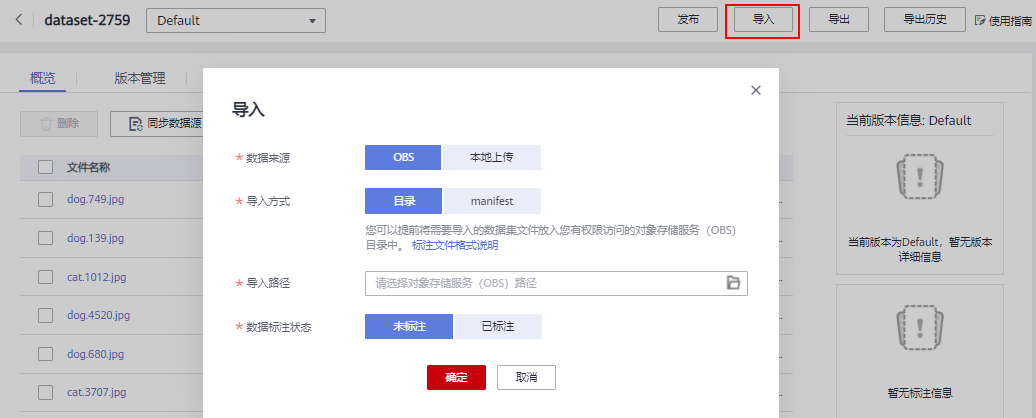 dataset-2759 Default 发布 导入 导出 导出历史 使用指南
概览 版本管理
删除 同步数据源
文件名称
dog.749.jpg
dog.139.jpg
cat.1012.jpg
dog.4520.jpg
dog.680.jpg
cat.3707.jpg
导入
* 数据来源 OBS 本地上传
* 导入方式 目录 manifest
您可以提前将需要导入的数据集文件放入您有权限访问的对象存储服务（OBS）
目录中。 标注文件格式说明
* 导入路径 请选择对象存储服务（OBS）路径
* 数据标注状态 未标注 已标注
确定 取消
当前版本信息: Default
当前版本为Default，暂无版本
详细信息
暂无标注信息